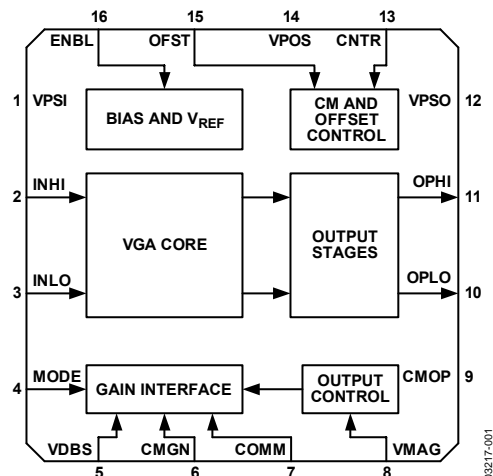 16 15 14 13
ENBL OFST VPOS CNTR
1 VPSI
BIAS AND VREF
CM AND
OFFSET
CONTROL
VPSO 12
2 INHI
OPHI 11
VGA CORE
OUTPUT
STAGES
3 INLO
OPLO 10
4 MODE
GAIN INTERFACE
OUTPUT
CONTROL
CMOP 9
VDBS CMGN COMM VMAG
5 6 7 8
03217-001